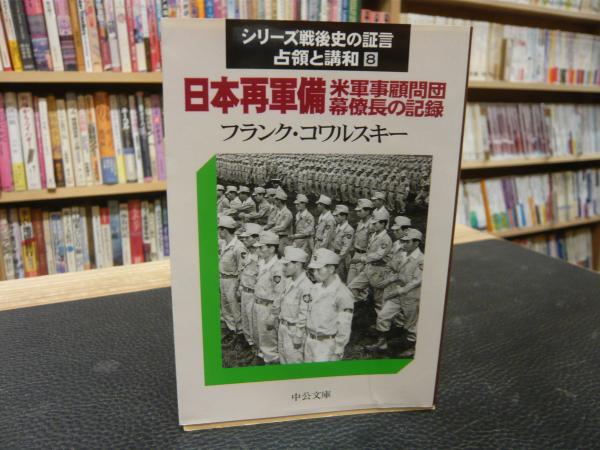 シリーズ戦後史の証言
占領と講和 8
日本再軍備
米軍事顧問団
幕僚長の記録
フランク・コワルスキー
中公文庫